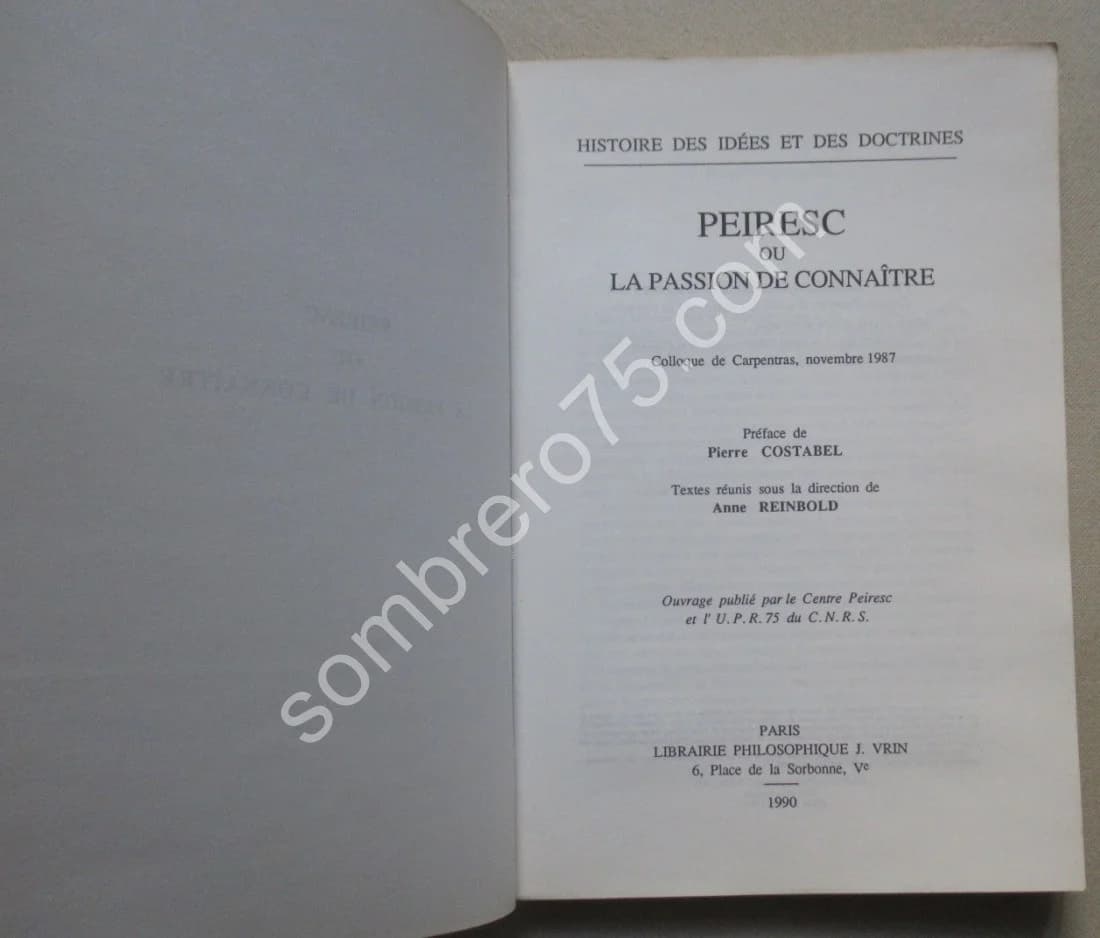 HISTOIRE DES IDÉES ET DES DOCTRINES
PEIRESC
OU
LA PASSION DE CONNAÎTRE
Colloque de Carpentras, novembre 1987
Préface de
Pierre COSTABEL
Textes réunis sous la direction de
Anne REINBOLD
Ouvrage publié par le Centre Peiresc
et l' U.P.R. 75 du C.N.R.S.
PARIS
LIBRAIRIE PHILOSOPHIQUE J. VRIN
6, Place de la Sorbonne, Ve
1990
sombrero75.com